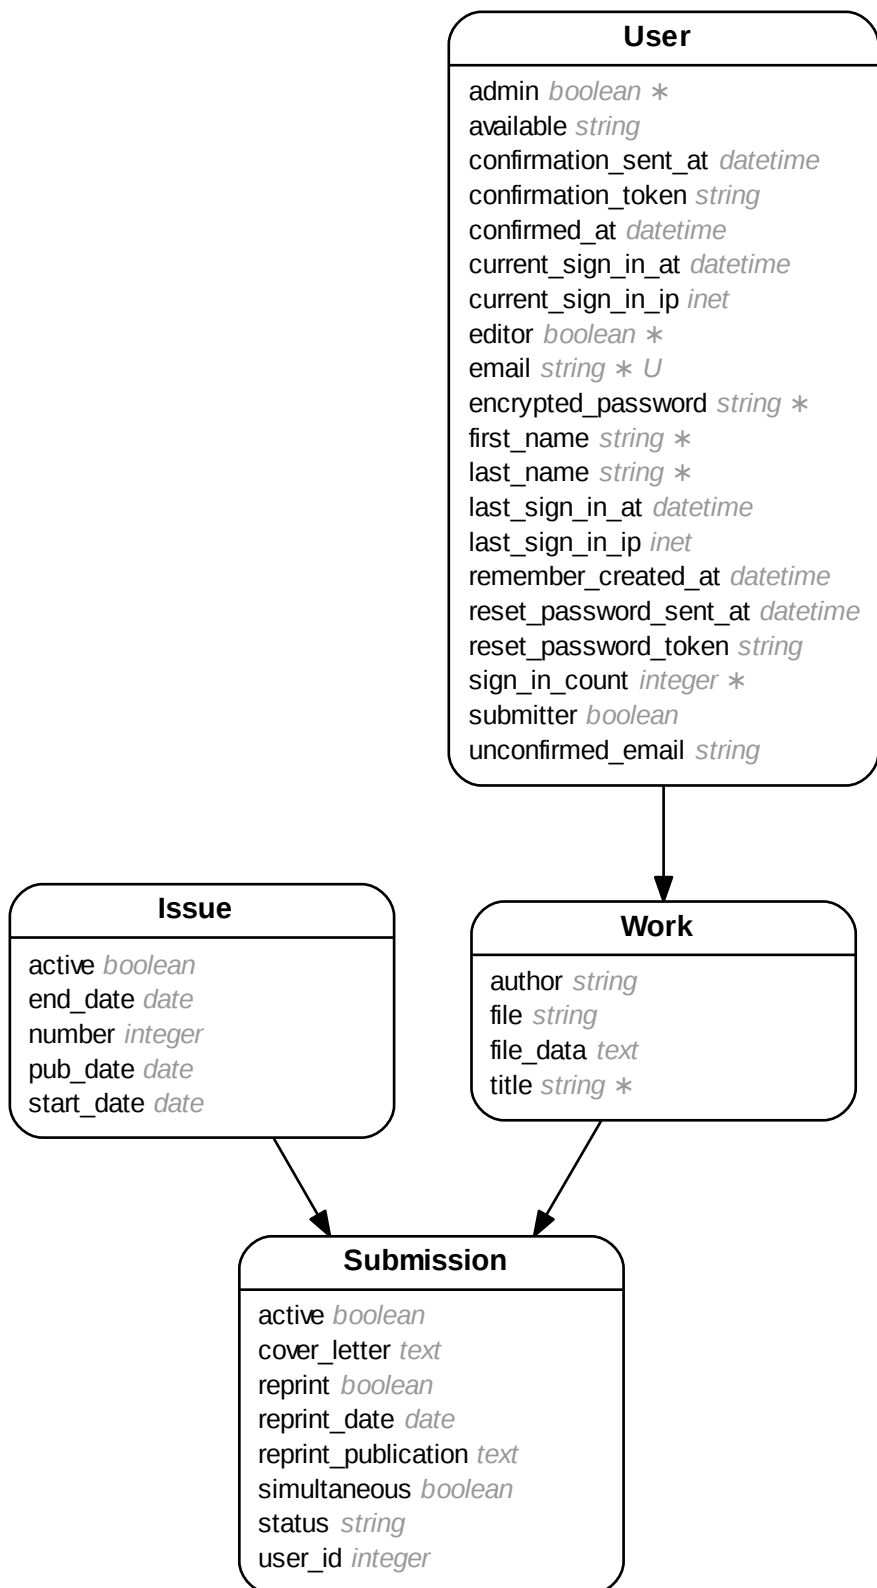 User
admin boolean ∗
available string
confirmation_sent_at datetime
confirmation_token string
confirmed_at datetime
current_sign_in_at datetime
current_sign_in_ip inet
editor boolean ∗
email string ∗ U
encrypted_password string ∗
first_name string ∗
last_name string ∗
last_sign_in_at datetime
last_sign_in_ip inet
remember_created_at datetime
reset_password_sent_at datetime
reset_password_token string
sign_in_count integer ∗
submitter boolean
unconfirmed_email string
Issue
active boolean
end_date date
number integer
pub_date date
start_date date
Work
author string
file string
file_data text
title string ∗
Submission
active boolean
cover_letter text
reprint boolean
reprint_date date
reprint_publication text
simultaneous boolean
status string
user_id integer